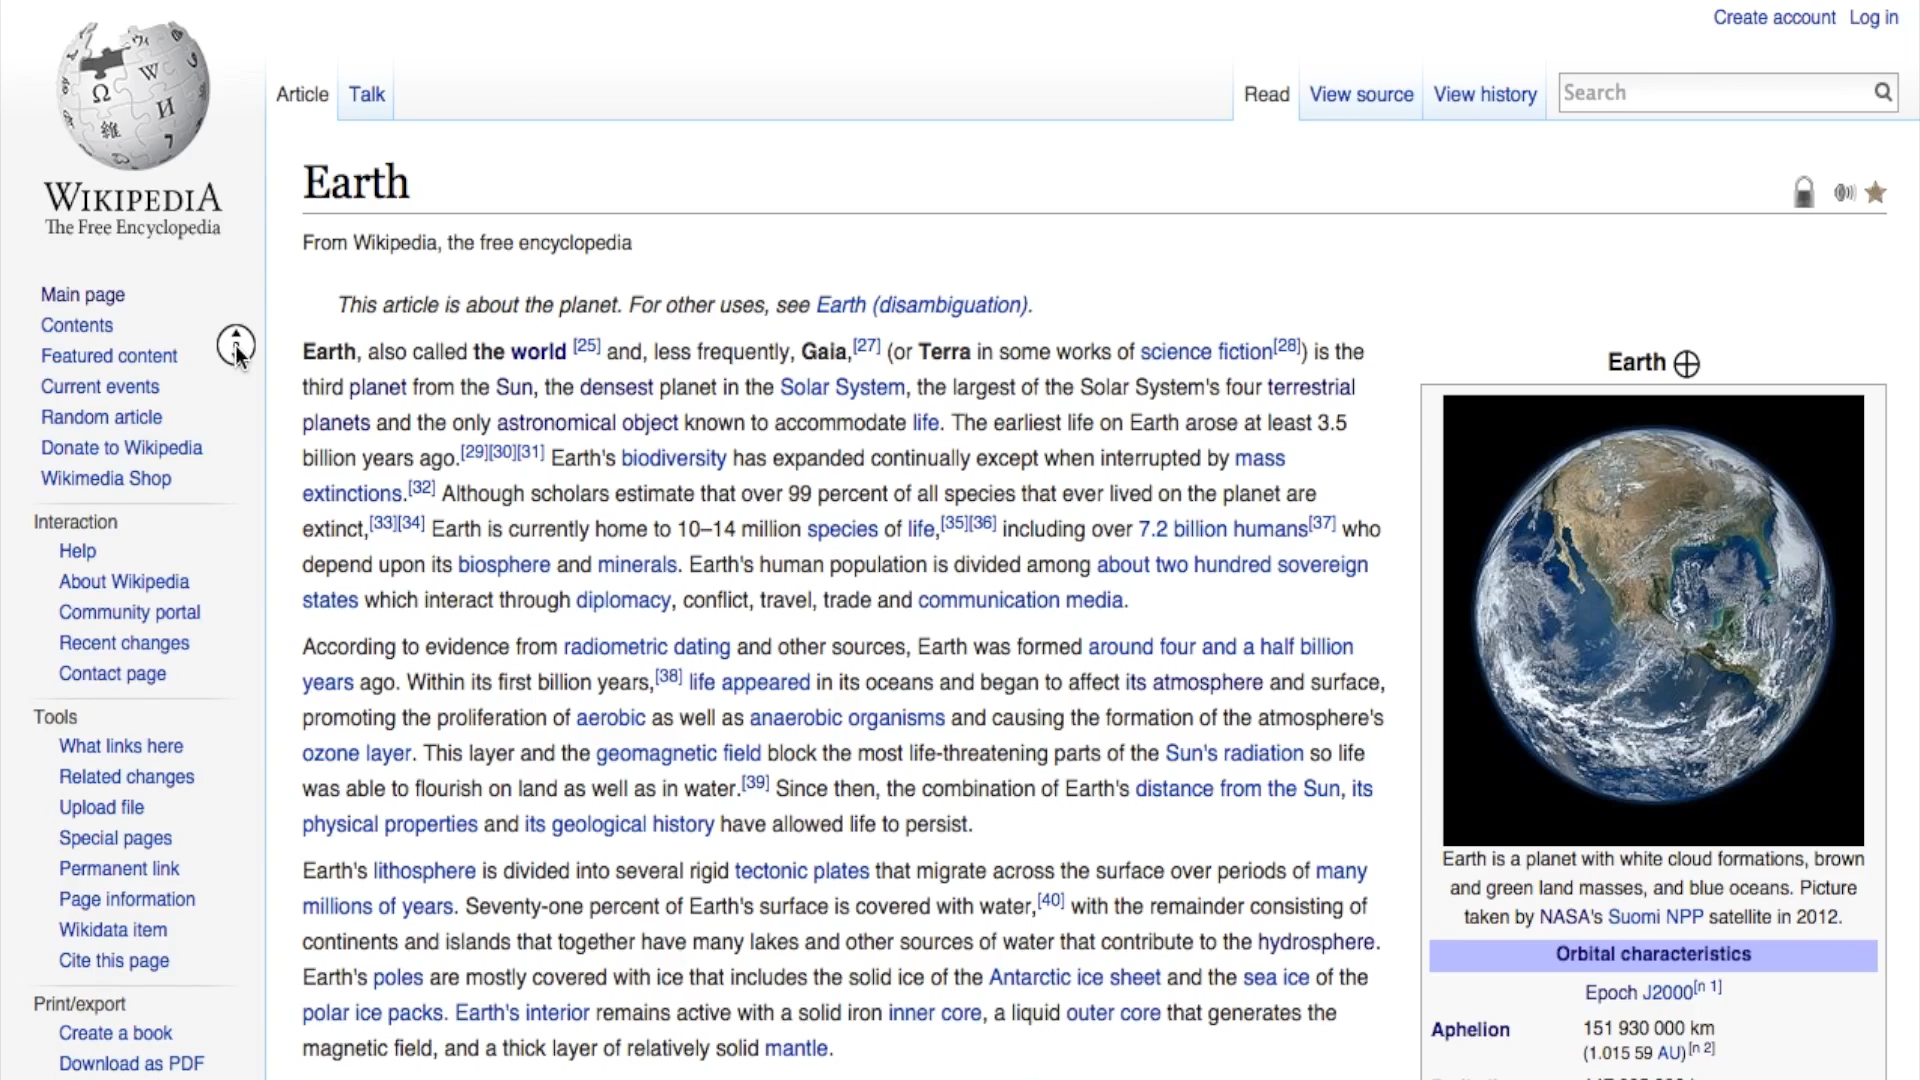 Create account Log in
Article Talk Read View source View history Search
WIKIPEDIA
The Free Encyclopedia
Main page
Contents
Featured content
Current events
Random article
Donate to Wikipedia
Wikimedia Shop
Interaction
Help
About Wikipedia
Community portal
Recent changes
Contact page
Tools
What links here
Related changes
Upload file
Special pages
Permanent link
Page information
Wikidata item
Cite this page
Print/export
Create a book
Download as PDF
Earth
From Wikipedia, the free encyclopedia
This article is about the planet. For other uses, see Earth (disambiguation).
Earth, also called the world [25] and, less frequently, Gaia,[27] (or Terra in some works of science fiction[28]) is the
third planet from the Sun, the densest planet in the Solar System, the largest of the Solar System's four terrestrial
planets and the only astronomical object known to accommodate life. The earliest life on Earth arose at least 3.5
billion years ago.[29][30][31] Earth's biodiversity has expanded continually except when interrupted by mass
extinctions.[32] Although scholars estimate that over 99 percent of all species that ever lived on the planet are
extinct,[33][34] Earth is currently home to 10–14 million species of life,[35][36] including over 7.2 billion humans[37] who
depend upon its biosphere and minerals. Earth's human population is divided among about two hundred sovereign
states which interact through diplomacy, conflict, travel, trade and communication media.
According to evidence from radiometric dating and other sources, Earth was formed around four and a half billion
years ago. Within its first billion years,[38] life appeared in its oceans and began to affect its atmosphere and surface,
promoting the proliferation of aerobic as well as anaerobic organisms and causing the formation of the atmosphere's
ozone layer. This layer and the geomagnetic field block the most life-threatening parts of the Sun's radiation so life
was able to flourish on land as well as in water.[39] Since then, the combination of Earth's distance from the Sun, its
physical properties and its geological history have allowed life to persist.
Earth's lithosphere is divided into several rigid tectonic plates that migrate across the surface over periods of many
millions of years. Seventy-one percent of Earth's surface is covered with water,[40] with the remainder consisting of
continents and islands that together have many lakes and other sources of water that contribute to the hydrosphere.
Earth's poles are mostly covered with ice that includes the solid ice of the Antarctic ice sheet and the sea ice of the
polar ice packs. Earth's interior remains active with a solid iron inner core, a liquid outer core that generates the
magnetic field, and a thick layer of relatively solid mantle.
Earth
Earth is a planet with white cloud formations, brown
and green land masses, and blue oceans. Picture
taken by NASA's Suomi NPP satellite in 2012.
Orbital characteristics
Epoch J2000[n 1]
Aphelion 151 930 000 km
(1.015 59 AU)[n 2]